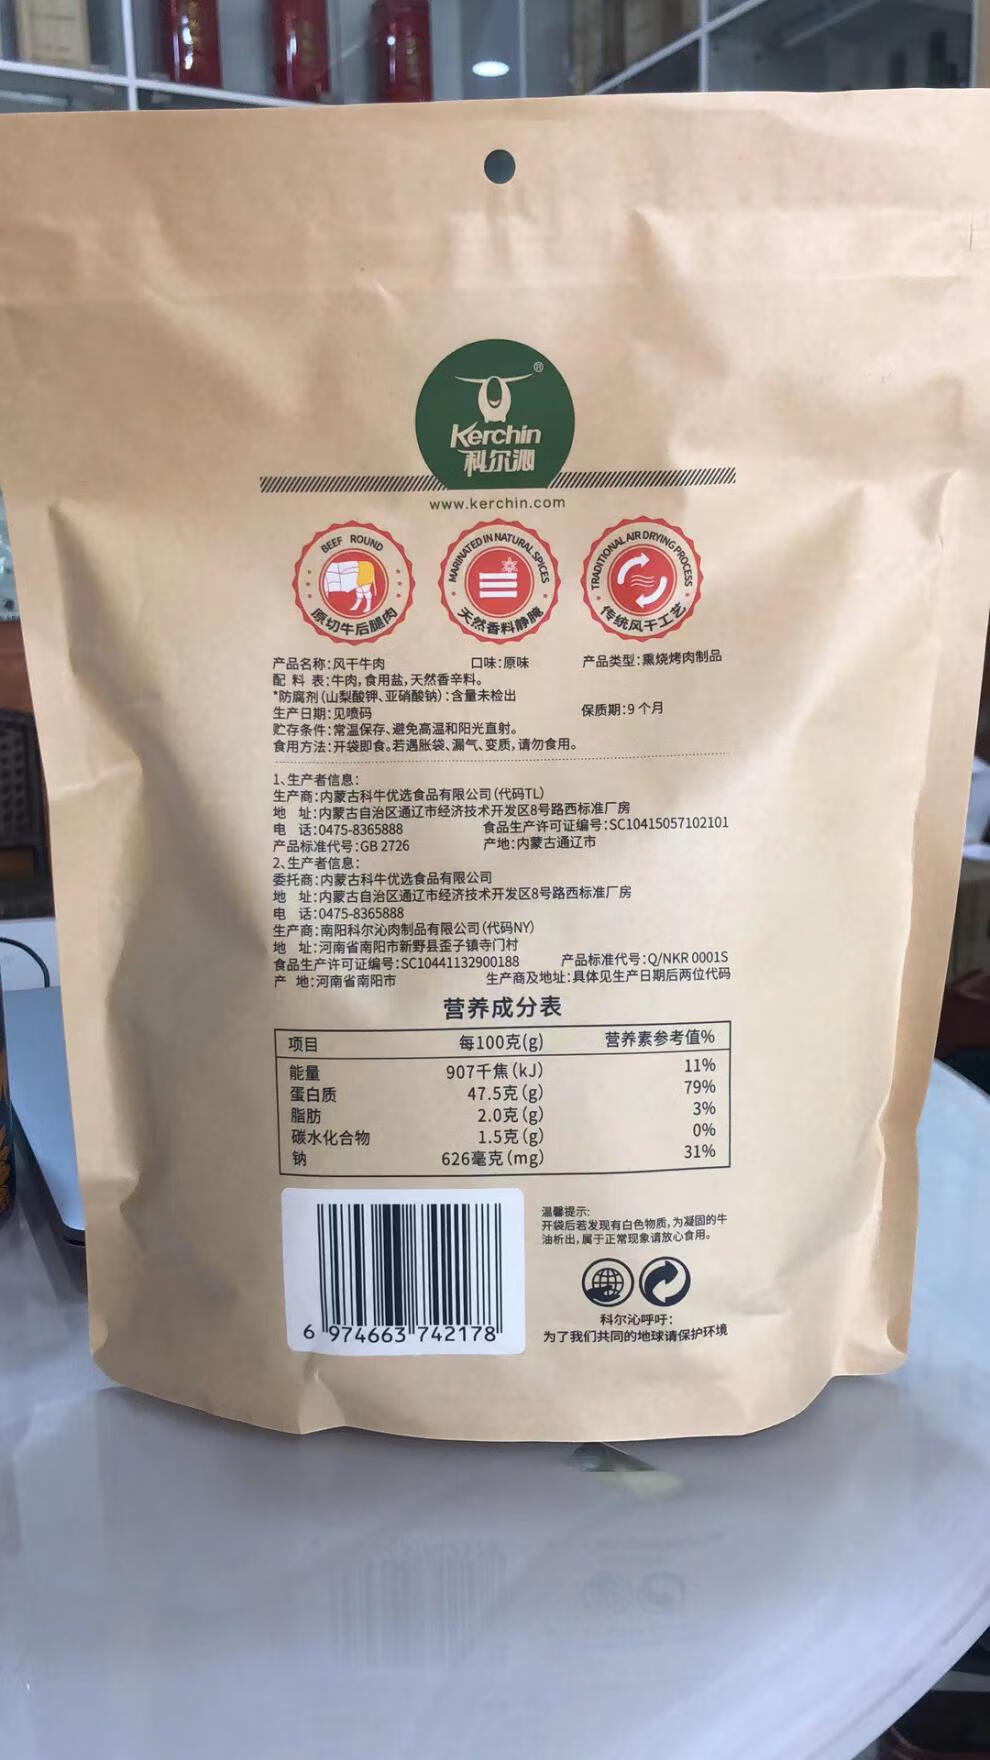 ®
Kerchin
科尔沁
www.kerchin.com
BEEF ROUND
原切牛后腿肉
MARINATED IN NATURAL SPICES
天然香料静腌
TRADITIONAL AIR DRYING PROCESS
传统风干工艺
产品名称:风干牛肉 口味:原味 产品类型:熏烧烤肉制品
配 料 表:牛肉,食用盐,天然香辛料。
*防腐剂(山梨酸钾、亚硝酸钠):含量未检出
生产日期:见喷码 保质期:9个月
贮存条件:常温保存、避免高温和阳光直射。
食用方法:开袋即食。若遇胀袋、漏气、变质,请勿食用。
1、生产者信息:
生产商:内蒙古科牛优选食品有限公司(代码TL)
地 址:内蒙古自治区通辽市经济技术开发区8号路西标准厂房
电 话:0475-8365888 食品生产许可证编号:SC10415057102101
产品标准代号:GB 2726 产地:内蒙古通辽市
2、生产者信息:
委托商:内蒙古科牛优选食品有限公司
地 址:内蒙古自治区通辽市经济技术开发区8号路西标准厂房
电 话:0475-8365888
生产商:南阳科尔沁肉制品有限公司(代码NY)
地 址:河南省南阳市新野县歪子镇寺门村
食品生产许可证编号:SC10441132900188 产品标准代号:Q/NKR 0001S
产 地:河南省南阳市 生产商及地址:具体见生产日期后两位代码
营养成分表
项目 每100克(g) 营养素参考值%
能量 907千焦(kJ) 11%
蛋白质 47.5克(g) 79%
脂肪 2.0克(g) 3%
碳水化合物 1.5克(g) 0%
钠 626毫克(mg) 31%
温馨提示:
开袋后若发现有白色物质,为凝固的牛
油析出,属于正常现象请放心食用。
6 974663 742178
科尔沁呼吁:
为了我们共同的地球请保护环境